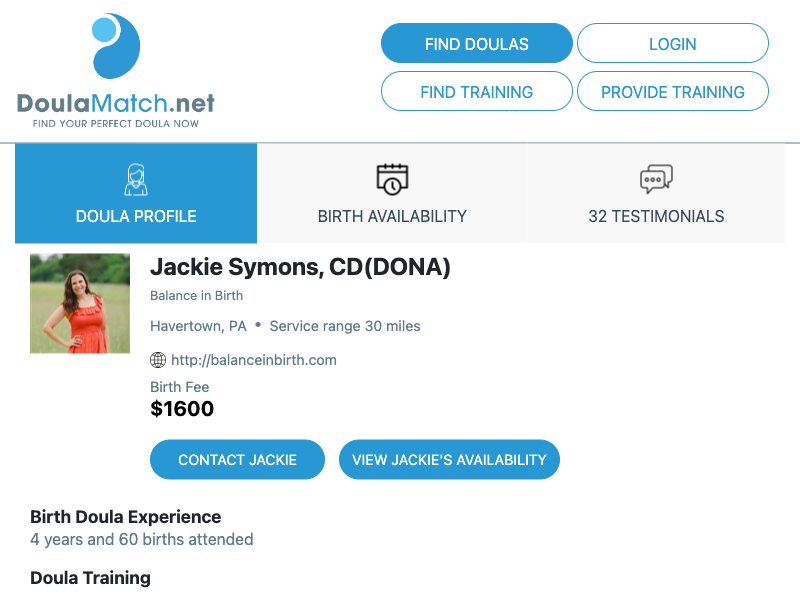 DoulaMatch.net
FIND YOUR PERFECT DOULA NOW
FIND DOULAS
LOGIN
FIND TRAINING
PROVIDE TRAINING
DOULA PROFILE
BIRTH AVAILABILITY
32 TESTIMONIALS
Jackie Symons, CD(DONA)
Balance in Birth
Havertown, PA • Service range 30 miles
http://balanceinbirth.com
Birth Fee
$1600
CONTACT JACKIE
VIEW JACKIE'S AVAILABILITY
Birth Doula Experience
4 years and 60 births attended
Doula Training